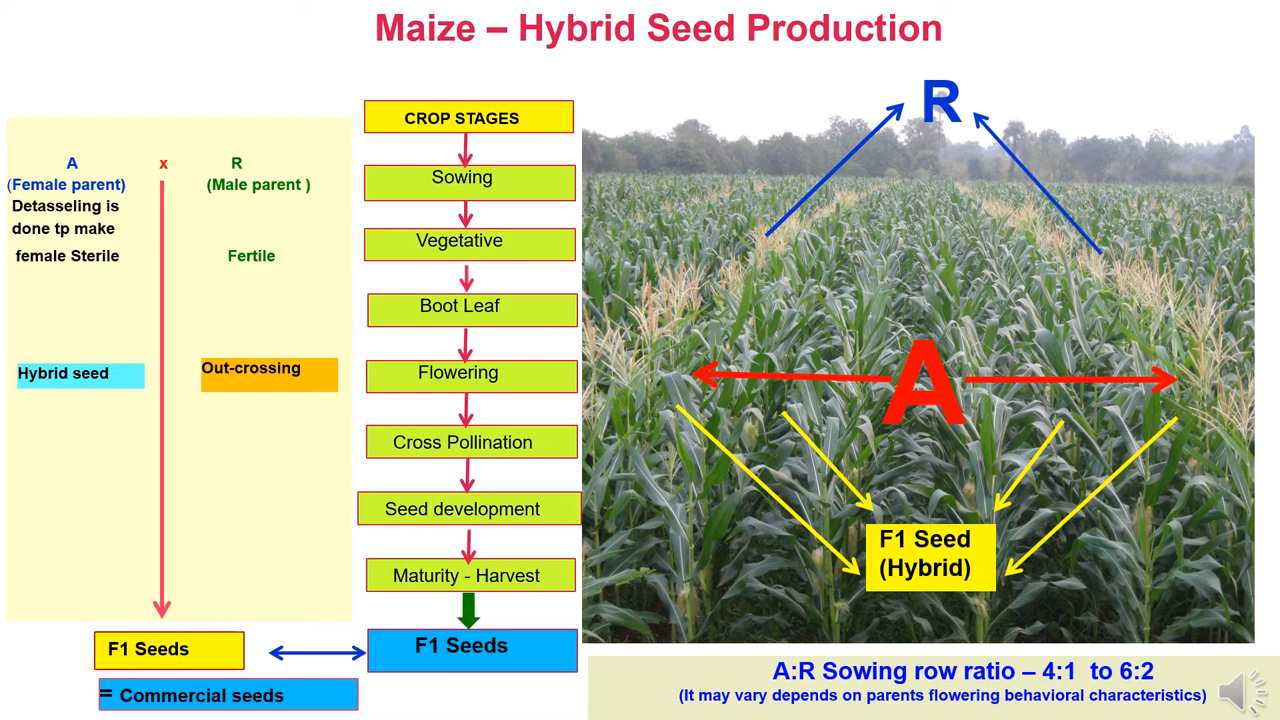 Maize – Hybrid Seed Production
A x R
(Female parent) (Male parent )
Detasseling is
done tp make
female Sterile Fertile
Hybrid seed Out-crossing
F1 Seeds
= Commercial seeds
CROP STAGES
Sowing
Vegetative
Boot Leaf
Flowering
Cross Pollination
Seed development
Maturity - Harvest
F1 Seeds
R
A
F1 Seed
(Hybrid)
A:R Sowing row ratio – 4:1 to 6:2
(It may vary depends on parents flowering behavioral characteristics)